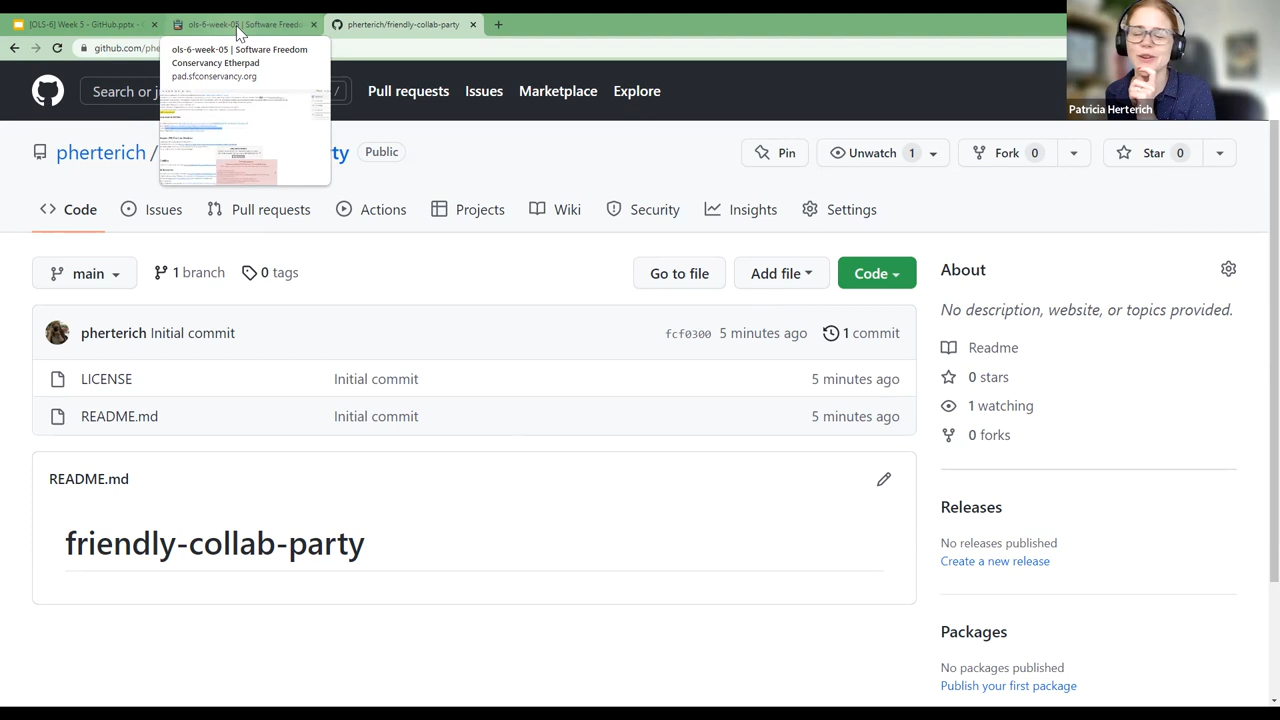 [OLS-6] Week 5 - GitHub.pptx -
ols-6-week-05 | Software Freedo
pherterich/friendly-collab-party
github.com/phe
ols-6-week-05 | Software Freedom
Conservancy Etherpad
pad.sfconservancy.org
Search or j
/
Pull requests
Issues
Marketplace
Explore
Patricia Herterich
pherterich /
ty
Public
Pin
Unwatch
Fork 0
Star 0
Code
Issues
Pull requests
Actions
Projects
Wiki
Security
Insights
Settings
main
1 branch
0 tags
Go to file
Add file
Code
About
No description, website, or topics provided.
pherterich Initial commit
fcf0300 5 minutes ago
1 commit
Readme
LICENSE
Initial commit
5 minutes ago
0 stars
README.md
Initial commit
5 minutes ago
1 watching
0 forks
README.md
friendly-collab-party
Releases
No releases published
Create a new release
Packages
No packages published
Publish your first package